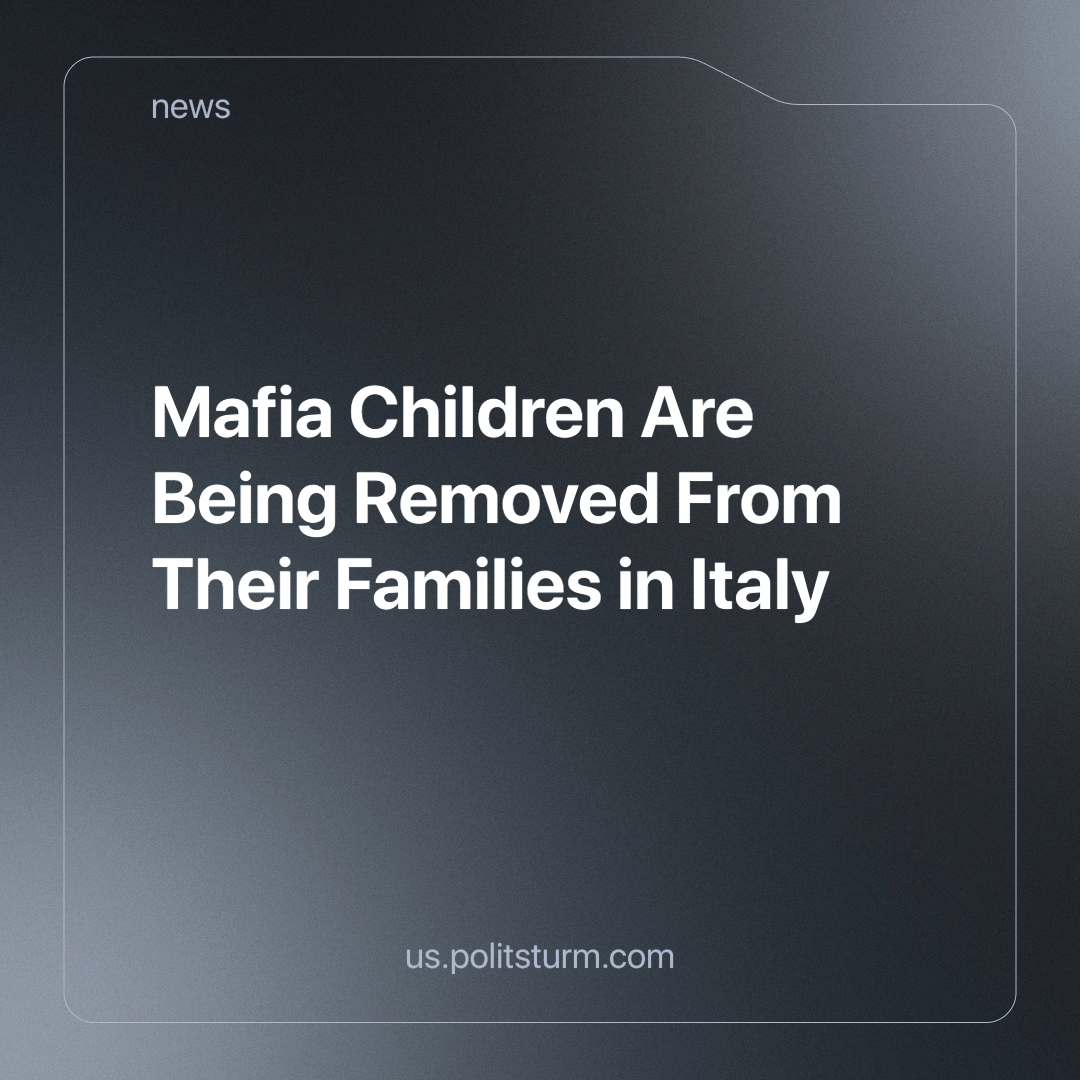 news
Mafia Children Are
Being Removed From
Their Families in Italy
us.politsturm.com